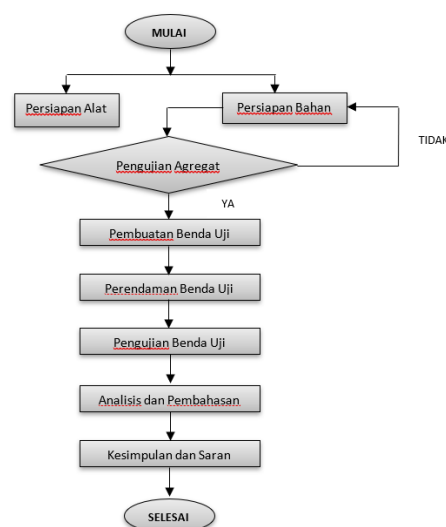 MULAI
Persiapan Alat
Persiapan Bahan
TIDAK
Pengujian Agregat
YA
Pembuatan Benda Uji
Perendaman Benda Uji
Pengujian Benda Uji
Analisis dan Pembahasan
Kesimpulan dan Saran
SELESAI